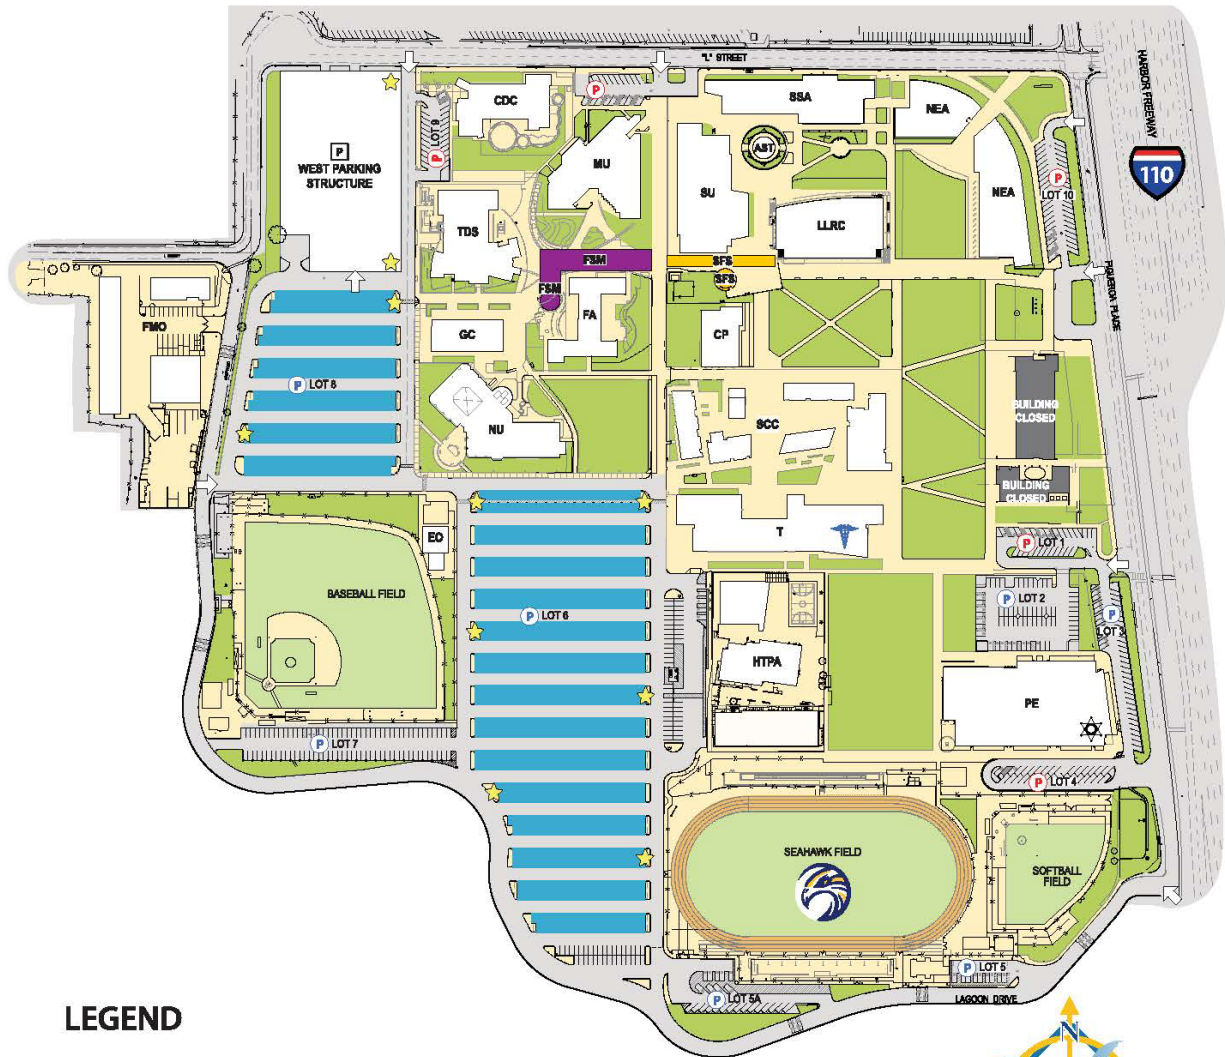 "L" STREET
HARBOR FREEWAY
110
P
WEST PARKING
STRUCTURE
LOT 9
P
CDC
P
SSA
NEA
AST
MU
SU
NEA
P
LOT 10
TDS
LLRC
FSM
SFS
SFS
FSM
FIGUEROA PLACE
FMO
GC
FA
CP
P LOT 8
BUILDING
CLOSED
NU
SCC
BUILDING
CLOSED
EO
T
P LOT 1
BASEBALL FIELD
P LOT 6
P LOT 2
P
LOT 3
HTPA
PE
P LOT 7
P LOT 4
SEAHAWK FIELD
SOFTBALL
FIELD
P LOT 5
P LOT 5A
LAGOON DRIVE
LEGEND
N